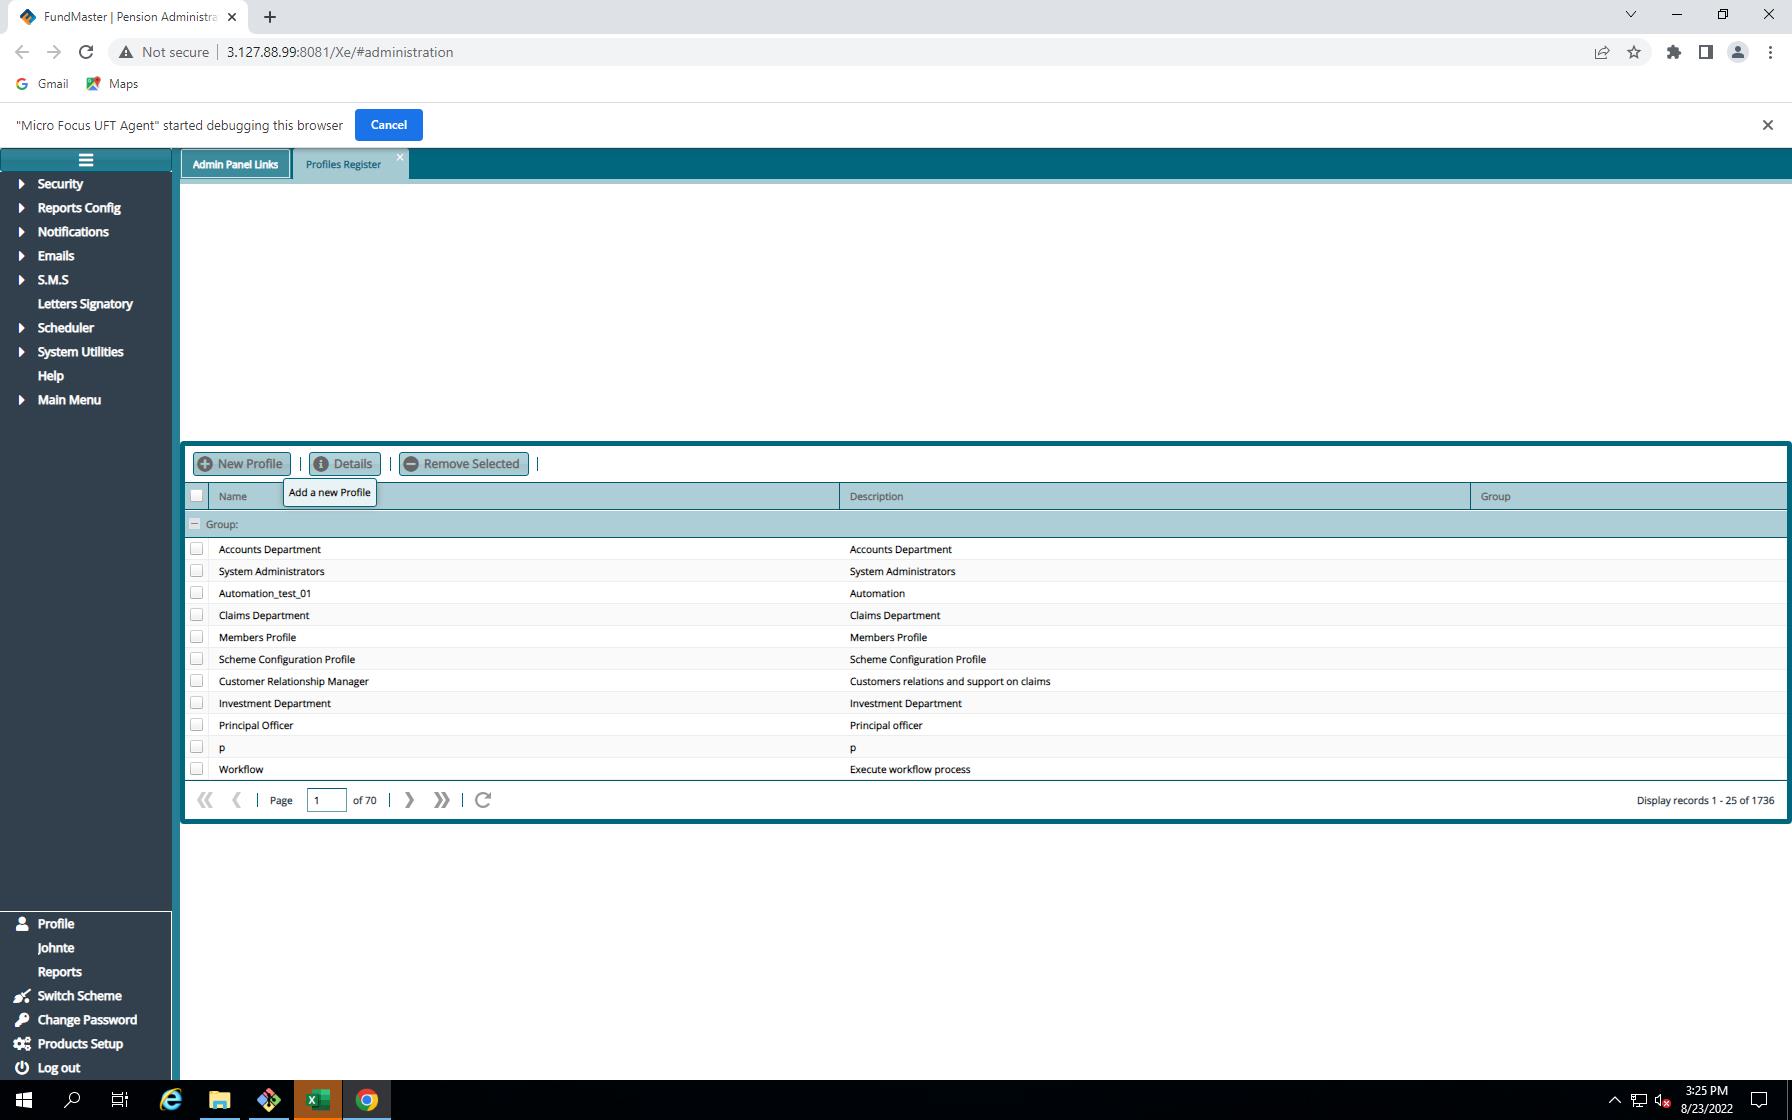 FundMaster | Pension Administra
Not secure
3.127.88.99:8081/Xe/#administration
Gmail
Maps
"Micro Focus UFT Agent" started debugging this browser
Cancel
Security
Reports Config
Notifications
Emails
S.M.S
Letters Signatory
Scheduler
System Utilities
Help
Main Menu
Admin Panel Links
Profiles Register
New Profile
Details
Remove Selected
Add a new Profile
Name
Description
Group
Group:
Accounts Department Accounts Department
System Administrators System Administrators
Automation_test_01 Automation
Claims Department Claims Department
Members Profile Members Profile
Scheme Configuration Profile Scheme Configuration Profile
Customer Relationship Manager Customers relations and support on claims
Investment Department Investment Department
Principal Officer Principal officer
p p
Workflow Execute workflow process
Page 1 of 70
Display records 1 - 25 of 1736
Profile
Johnte
Reports
Switch Scheme
Change Password
Products Setup
Log out
3:25 PM
8/23/2022